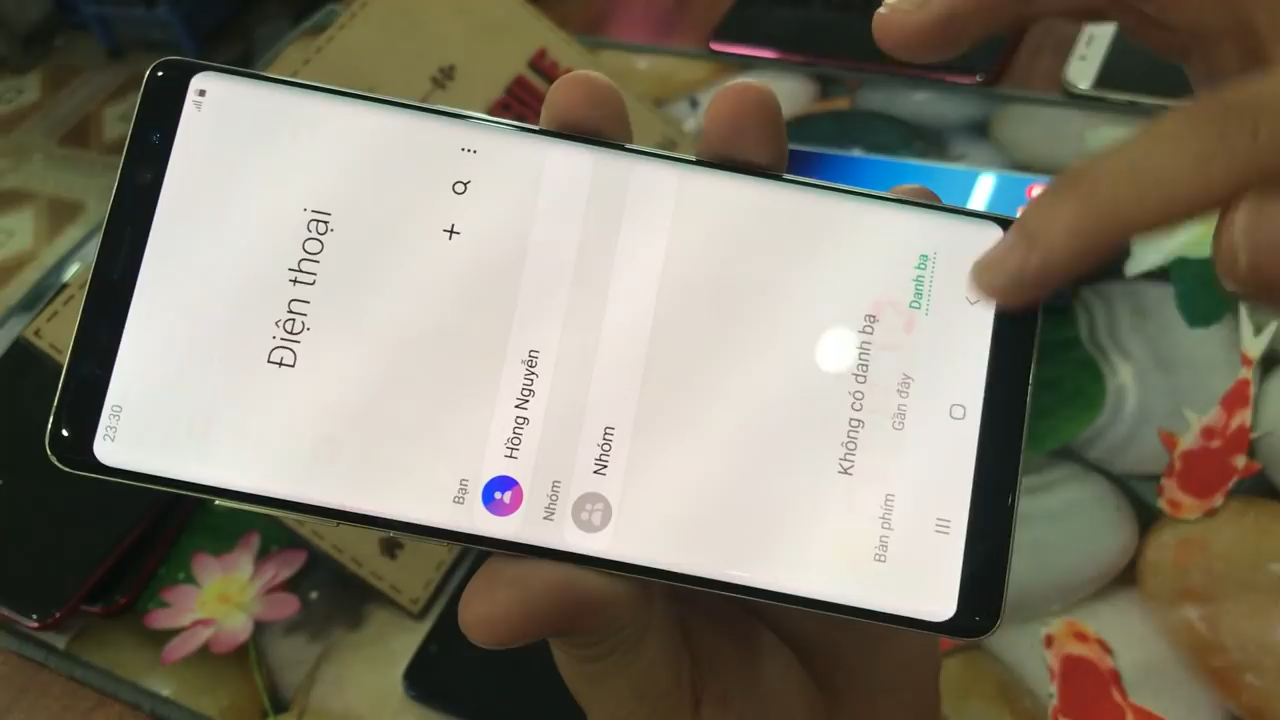 23:30
Điện thoại
Bạn
Hồng Nguyễn
Nhóm
Nhóm
Không có danh bạ
Bàn phím
Gần đây
Danh bạ